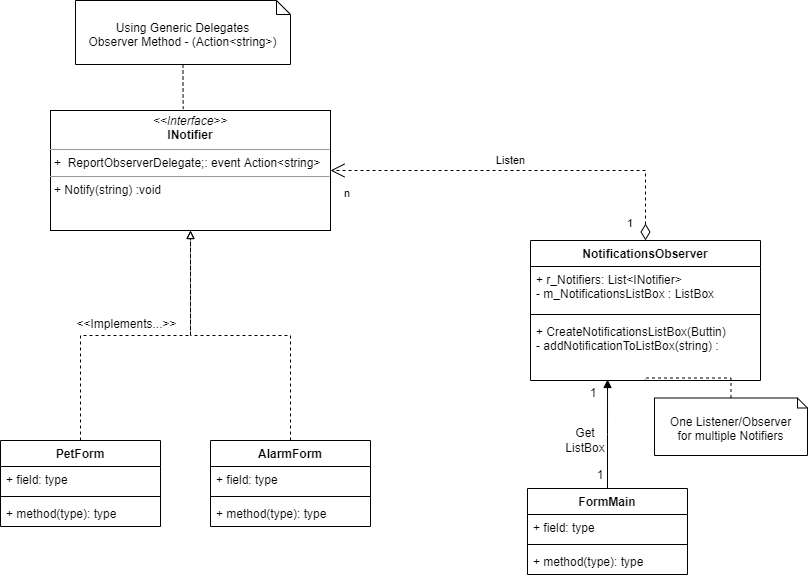 Using Generic Delegates
Observer Method - (Action<string>)
<<Interface>>
INotifier
+ ReportObserverDelegate;: event Action<string>
+ Notify(string) :void
Listen
n
1
NotificationsObserver
+ r_Notifiers: List<INotifier>
- m_NotificationsListBox : ListBox
+ CreateNotificationsListBox(Buttin)
- addNotificationToListBox(string) :
<<Implements...>>
1
One Listener/Observer
for multiple Notifiers
Get
ListBox
1
PetForm
+ field: type
+ method(type): type
AlarmForm
+ field: type
+ method(type): type
FormMain
+ field: type
+ method(type): type